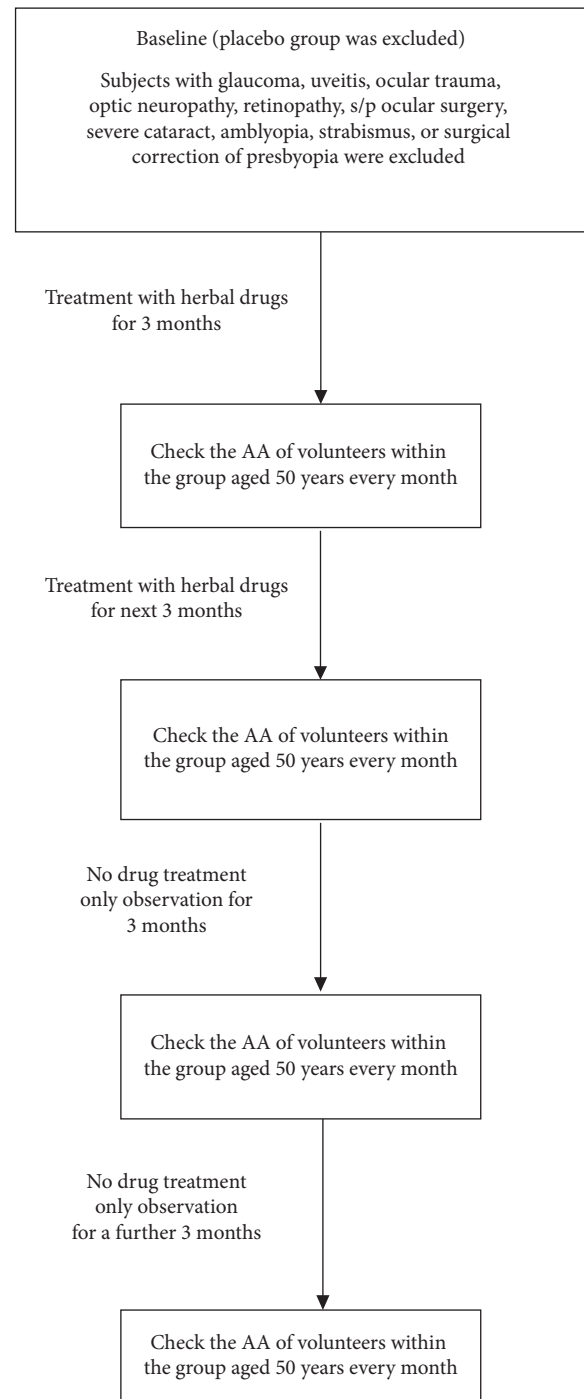 Baseline (placebo group was excluded)
Subjects with glaucoma, uveitis, ocular trauma,
optic neuropathy, retinopathy, s/p ocular surgery,
severe cataract, amblyopia, strabismus, or surgical
correction of presbyopia were excluded
Treatment with herbal drugs
for 3 months
Check the AA of volunteers within
the group aged 50 years every month
Treatment with herbal drugs
for next 3 months
Check the AA of volunteers within
the group aged 50 years every month
No drug treatment
only observation for
3 months
Check the AA of volunteers within
the group aged 50 years every month
No drug treatment
only observation
for a further 3 months
Check the AA of volunteers within
the group aged 50 years every month